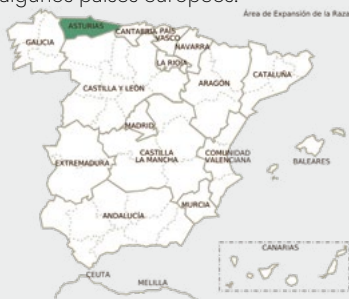 algunos países europeos.
Área de Expansión de la Raza
ASTURIAS
CANTABRIA
PAÍS
VASCO
GALICIA
NAVARRA
LA RIOJA
CATALUÑA
ARAGÓN
CASTILLA Y LEÓN
MADRID
CASTILLA
LA MANCHA
COMUNIDAD
VALENCIANA
EXTREMADURA
BALEARES
MURCIA
ANDALUCÍA
CANARIAS
CEUTA
MELILLA